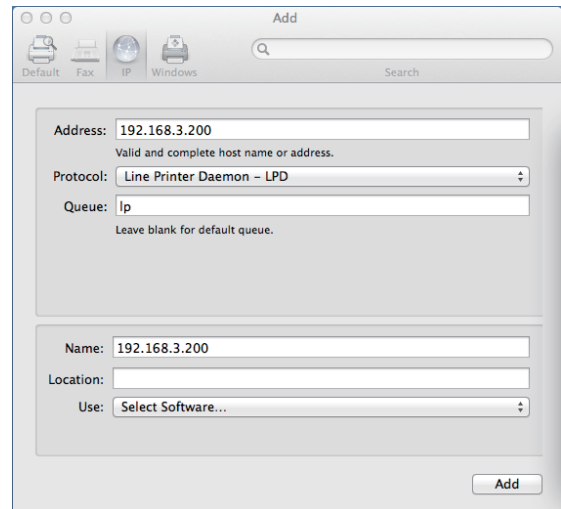 Add
Default Fax IP Windows
Search
Address: 192.168.3.200
Valid and complete host name or address.
Protocol: Line Printer Daemon – LPD
Queue: lp
Leave blank for default queue.
Name: 192.168.3.200
Location:
Use: Select Software...
Add